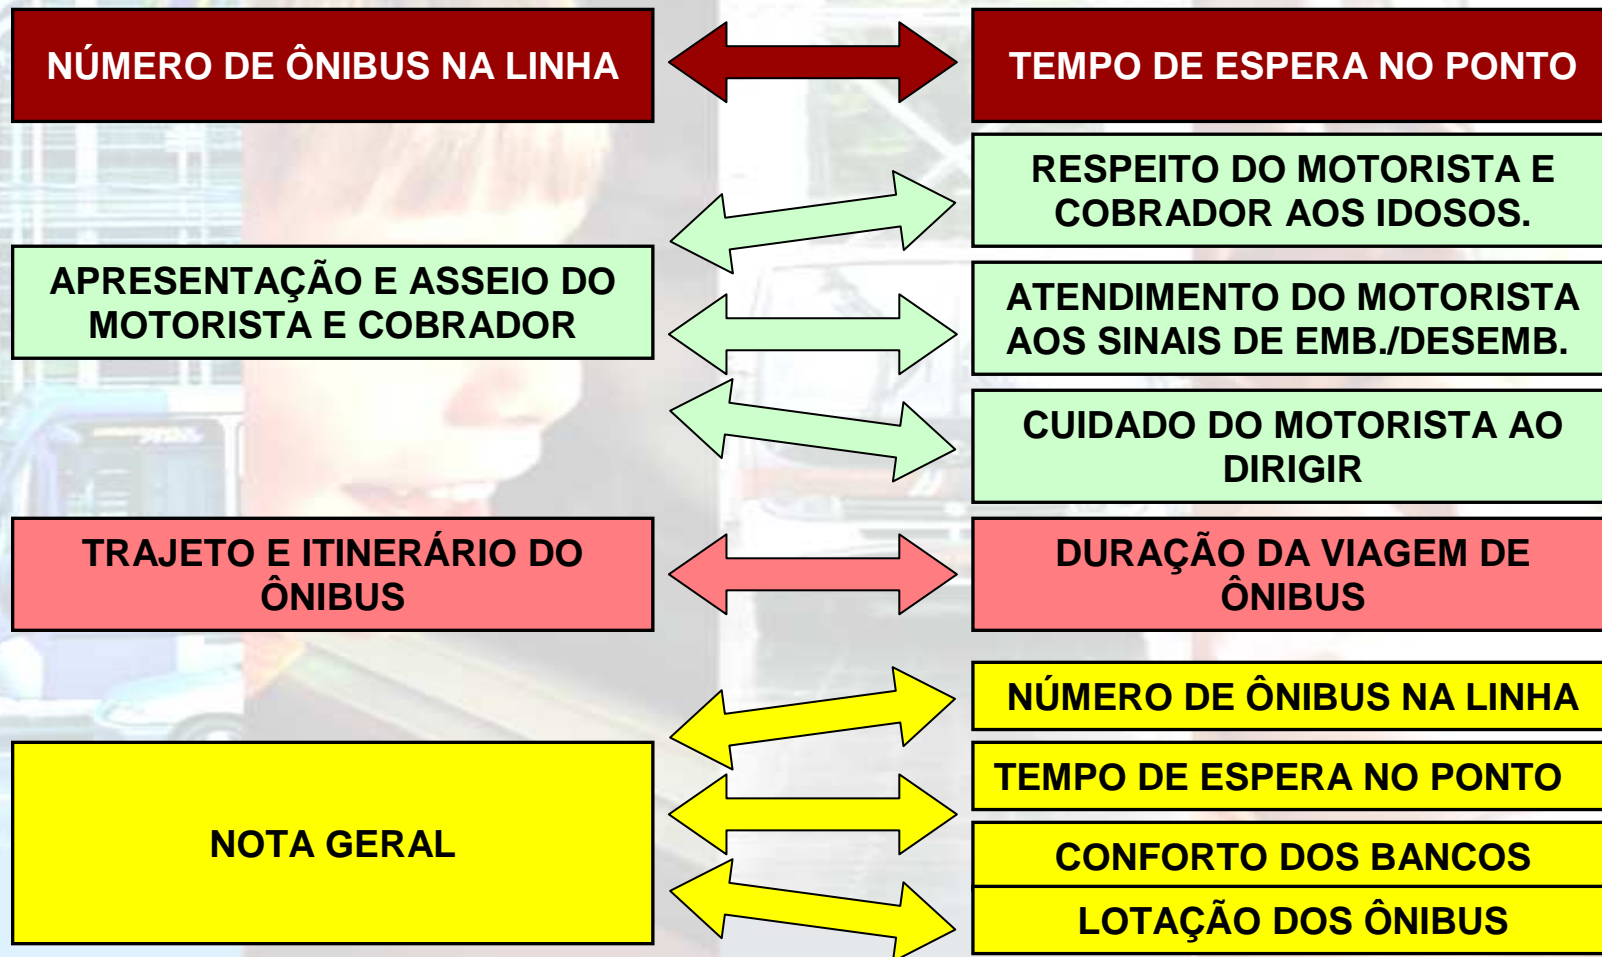 NÚMERO DE ÔNIBUS NA LINHA
TEMPO DE ESPERA NO PONTO
RESPEITO DO MOTORISTA E
COBRADOR AOS IDOSOS.
APRESENTAÇÃO E ASSEIO DO
MOTORISTA E COBRADOR
ATENDIMENTO DO MOTORISTA
AOS SINAIS DE EMB./DESEMB.
CUIDADO DO MOTORISTA AO
DIRIGIR
TRAJETO E ITINERÁRIO DO
ÔNIBUS
DURAÇÃO DA VIAGEM DE
ÔNIBUS
NOTA GERAL
NÚMERO DE ÔNIBUS NA LINHA
TEMPO DE ESPERA NO PONTO
CONFORTO DOS BANCOS
LOTAÇÃO DOS ÔNIBUS